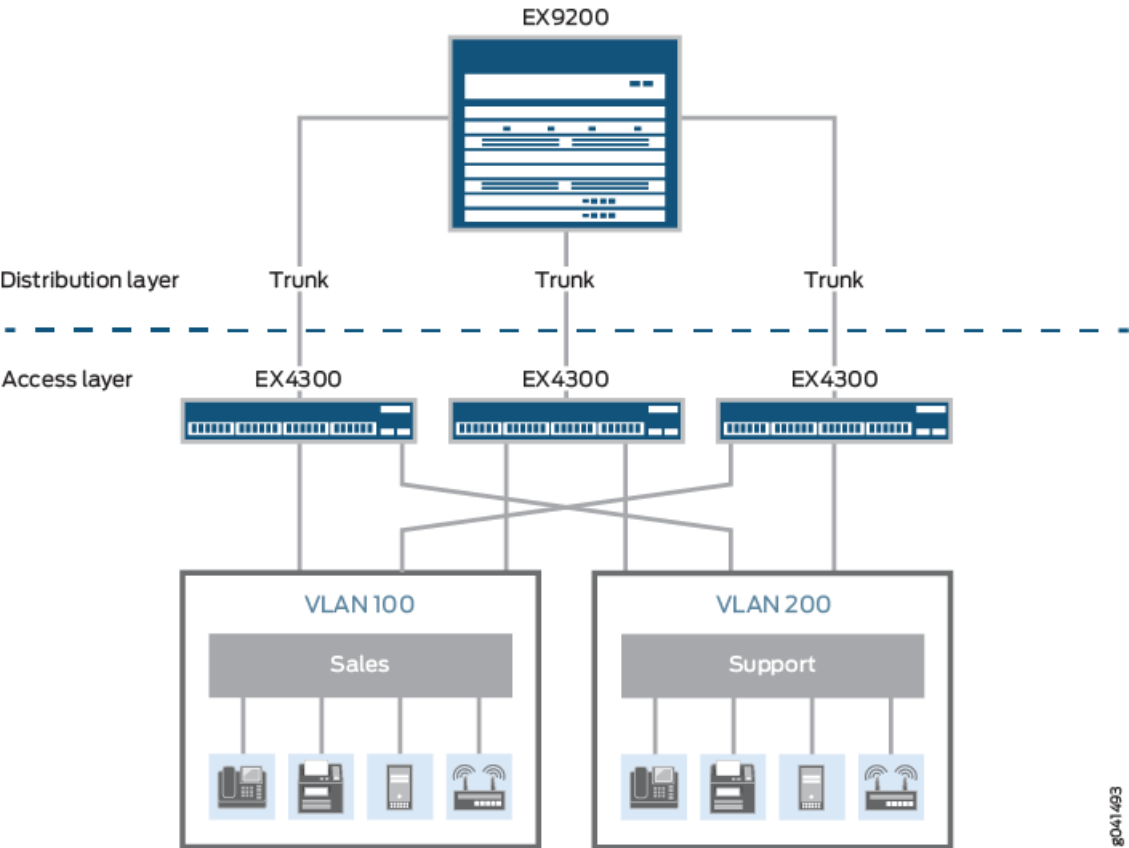 EX9200
Distribution layer Trunk Trunk Trunk
Access layer EX4300 EX4300 EX4300
VLAN 100 VLAN 200
Sales Support
g041493